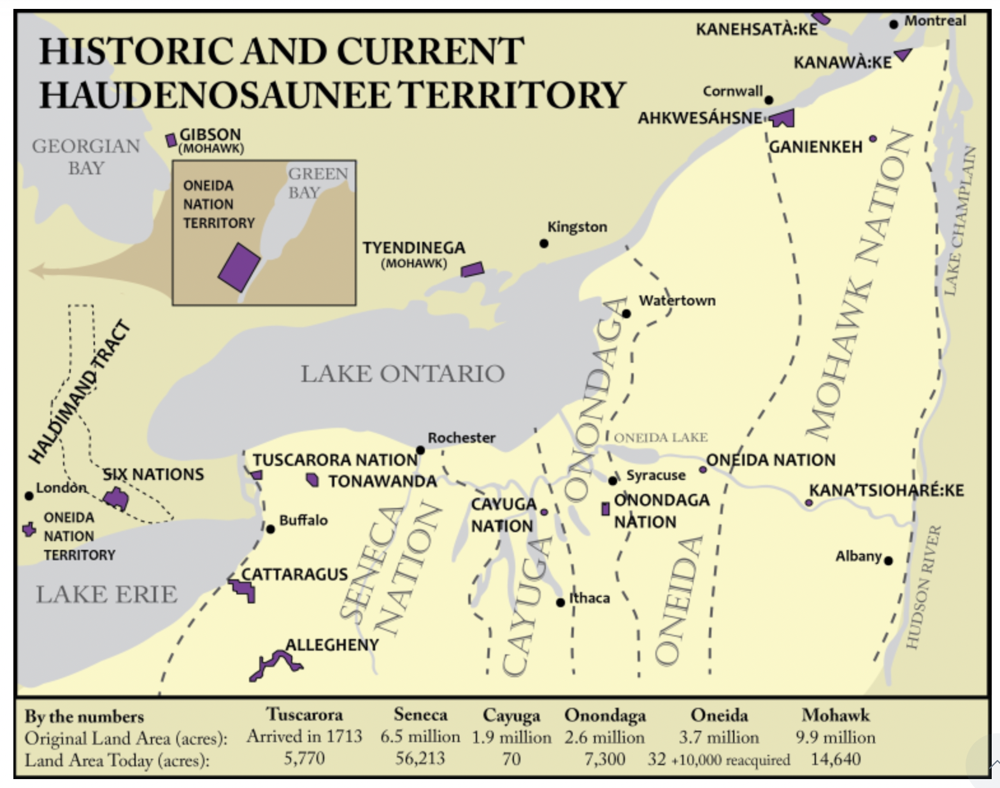 HISTORIC AND CURRENT
HAUDENOSAUNEE TERRITORY
KANEHSATÀ:KE
Montreal
KANAWÀ:KE
Cornwall
AHKWESÁHSNE
GANIENKEH
GEORGIAN
BAY
GIBSON
(MOHAWK)
ONEIDA
NATION
TERRITORY
GREEN
BAY
TYENDINEGA
(MOHAWK)
Kingston
Watertown
MOHAWK NATION
LAKE CHAMPLAIN
HALDIMAND TRACT
LAKE ONTARIO
ONONDAGA
Rochester
ONEIDA LAKE
TUSCARORA NATION
TONAWANDA
ONEIDA NATION
SIX NATIONS
London
Syracuse
KANA'TSIOHARÉ:KE
ONEIDA
NATION
TERRITORY
Buffalo
CAYUGA
NATION
ONONDAGA
NATION
SENECA
NATION
CAYUGA
ONEIDA
Albany
HUDSON RIVER
CATTARAGUS
LAKE ERIE
Ithaca
ALLEGHENY
By the numbers Tuscarora Seneca Cayuga Onondaga Oneida Mohawk
Original Land Area (acres): Arrived in 1713 6.5 million 1.9 million 2.6 million 3.7 million 9.9 million
Land Area Today (acres): 5,770 56,213 70 7,300 32 +10,000 reacquired 14,640